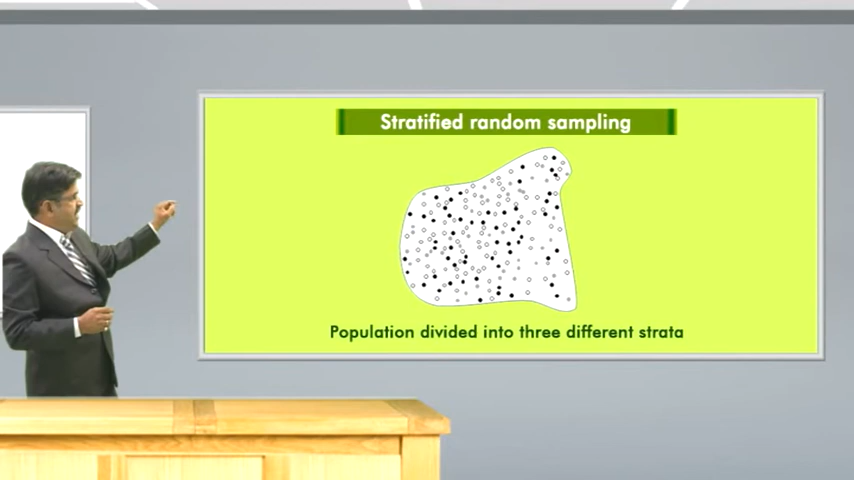 Stratified random sampling
Population divided into three different strata